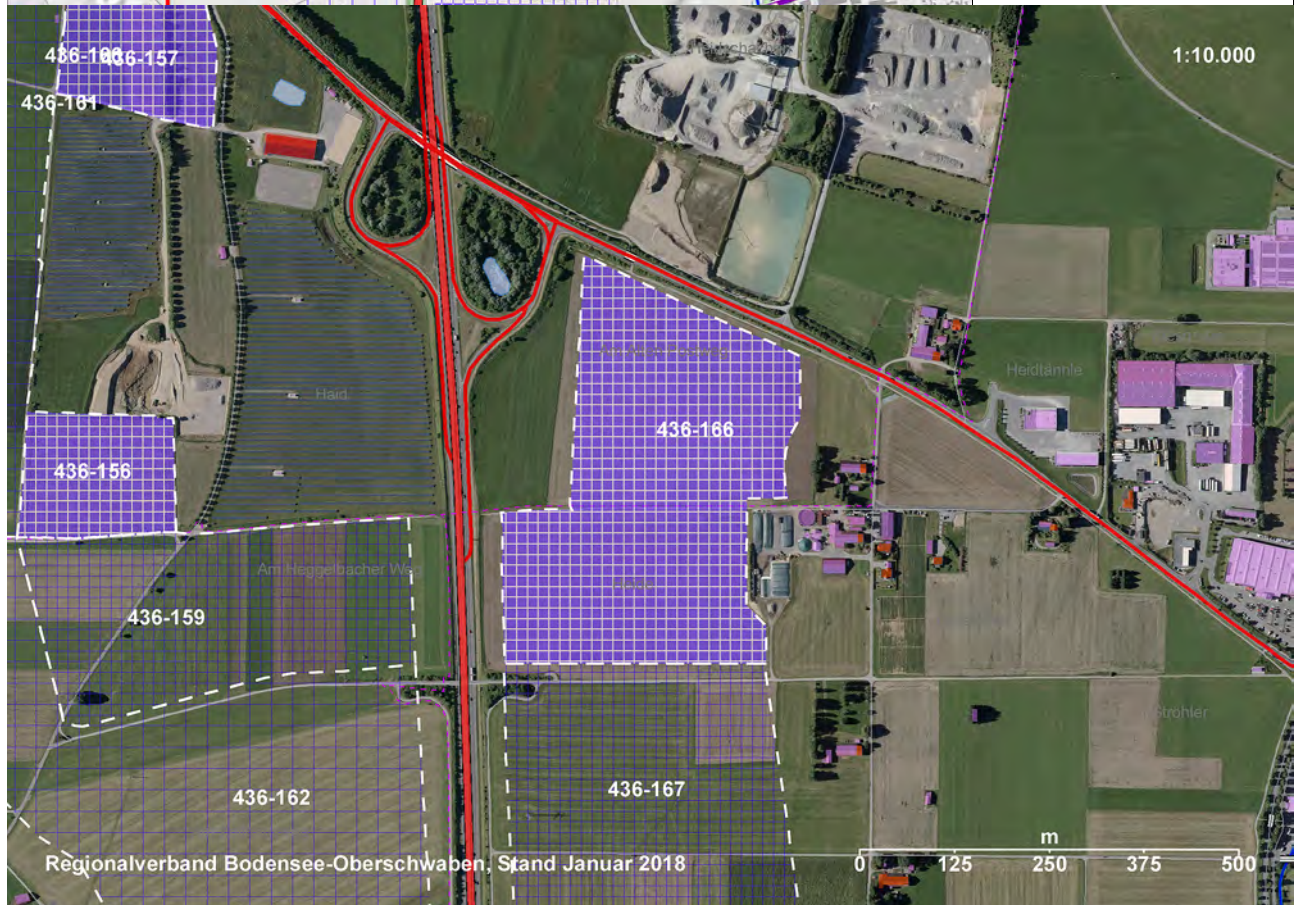 1:10.000
436-157
436-161
Heidtännle
Haid
436-166
436-156
Am Heggelbacher Weg
436-159
Strohler
436-162
436-167
Regionalverband Bodensee-Oberschwaben, Stand Januar 2018
m
0 125 250 375 500